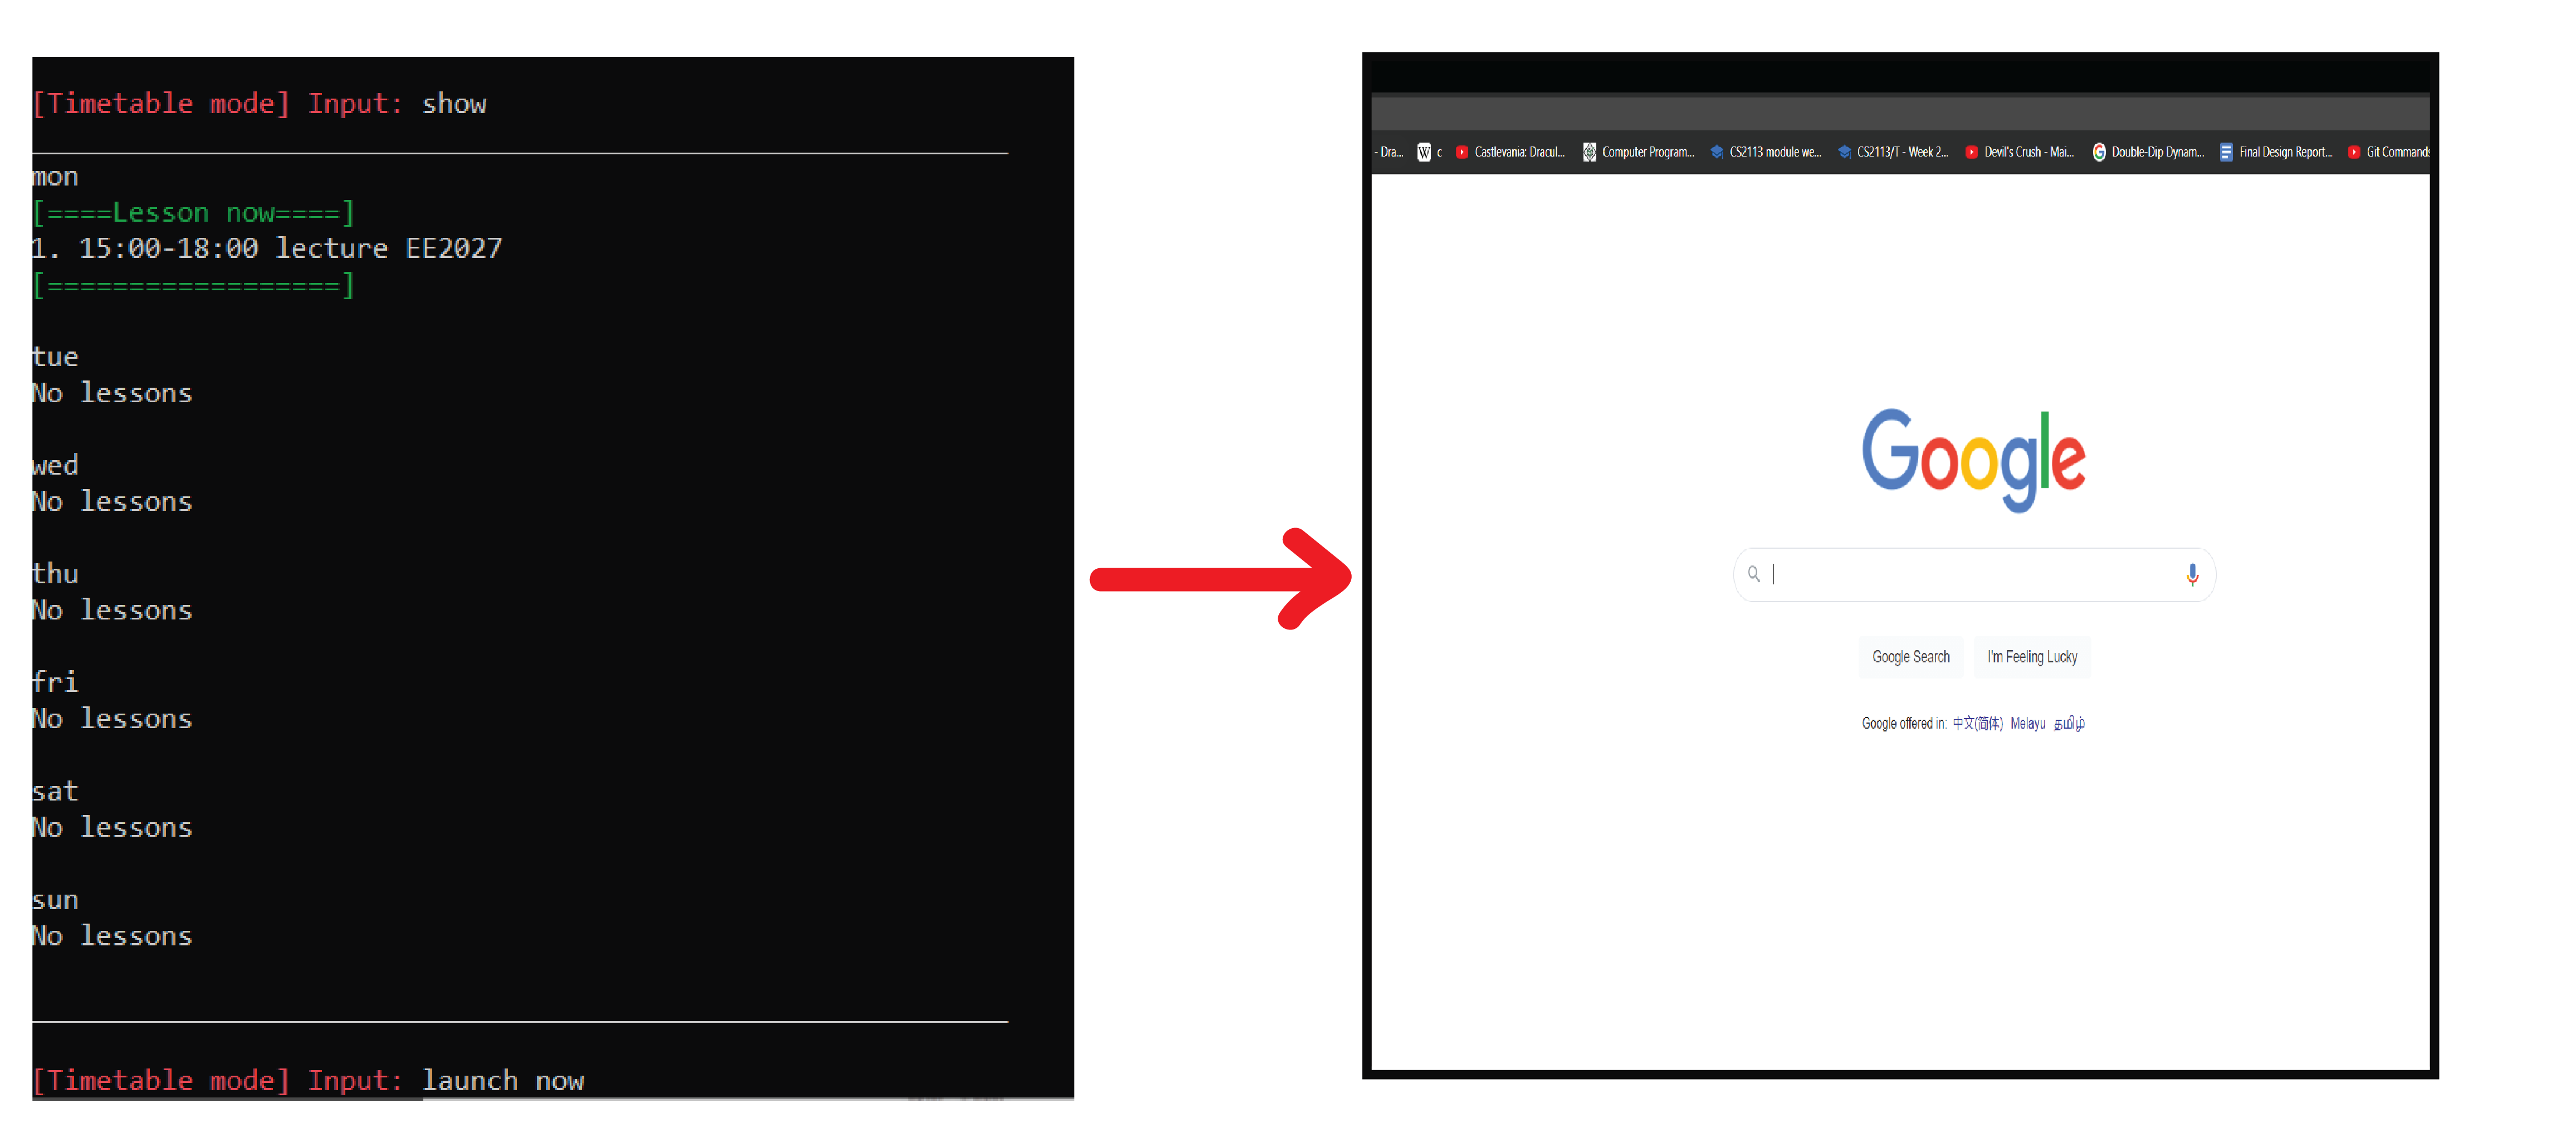 [Timetable mode] Input: show
mon
[====Lesson now====]
1. 15:00-18:00 lecture EE2027
[==================]
tue
No lessons
wed
No lessons
thu
No lessons
fri
No lessons
sat
No lessons
sun
No lessons
[Timetable mode] Input: launch now
- Dra... W c Castlevania: Dracul... Computer Program... CS2113 module we... CS2113/T - Week 2... Devil's Crush - Mai... G Double-Dip Dynam... Final Design Report... Git Commands
Google
Google Search I'm Feeling Lucky
Google offered in: 中文(简体) Melayu தமிழ்